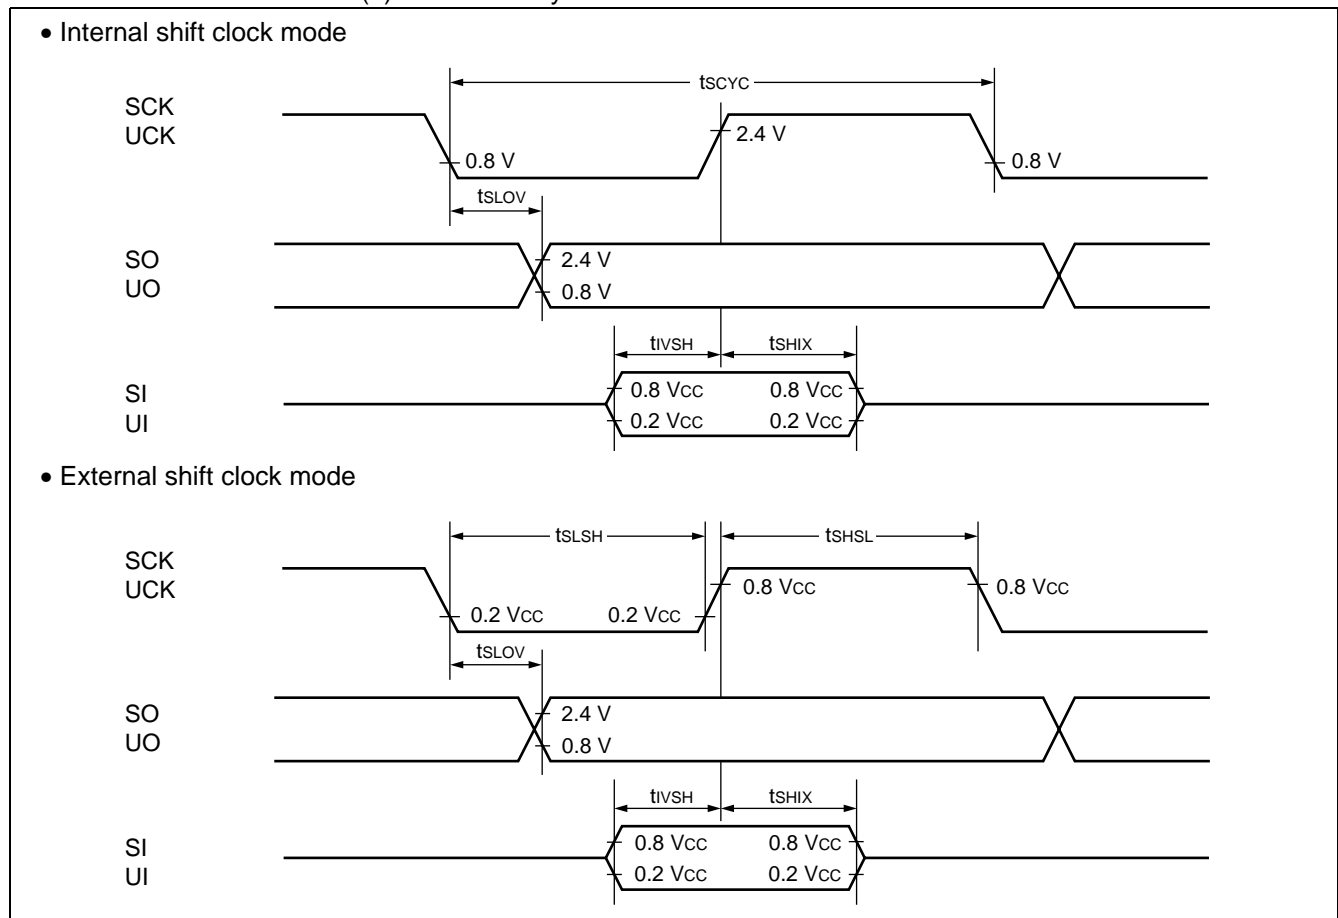 • Internal shift clock mode
tSCYC
SCK
UCK
2.4 V
0.8 V
0.8 V
tSLOV
SO
UO
2.4 V
0.8 V
tIVSH
tSHIX
SI
UI
0.8 VCC
0.8 VCC
0.2 VCC
0.2 VCC
• External shift clock mode
tSLSH
tSHSL
SCK
UCK
0.8 VCC
0.8 VCC
0.2 VCC
0.2 VCC
tSLOV
SO
UO
2.4 V
0.8 V
tIVSH
tSHIX
SI
UI
0.8 VCC
0.8 VCC
0.2 VCC
0.2 VCC